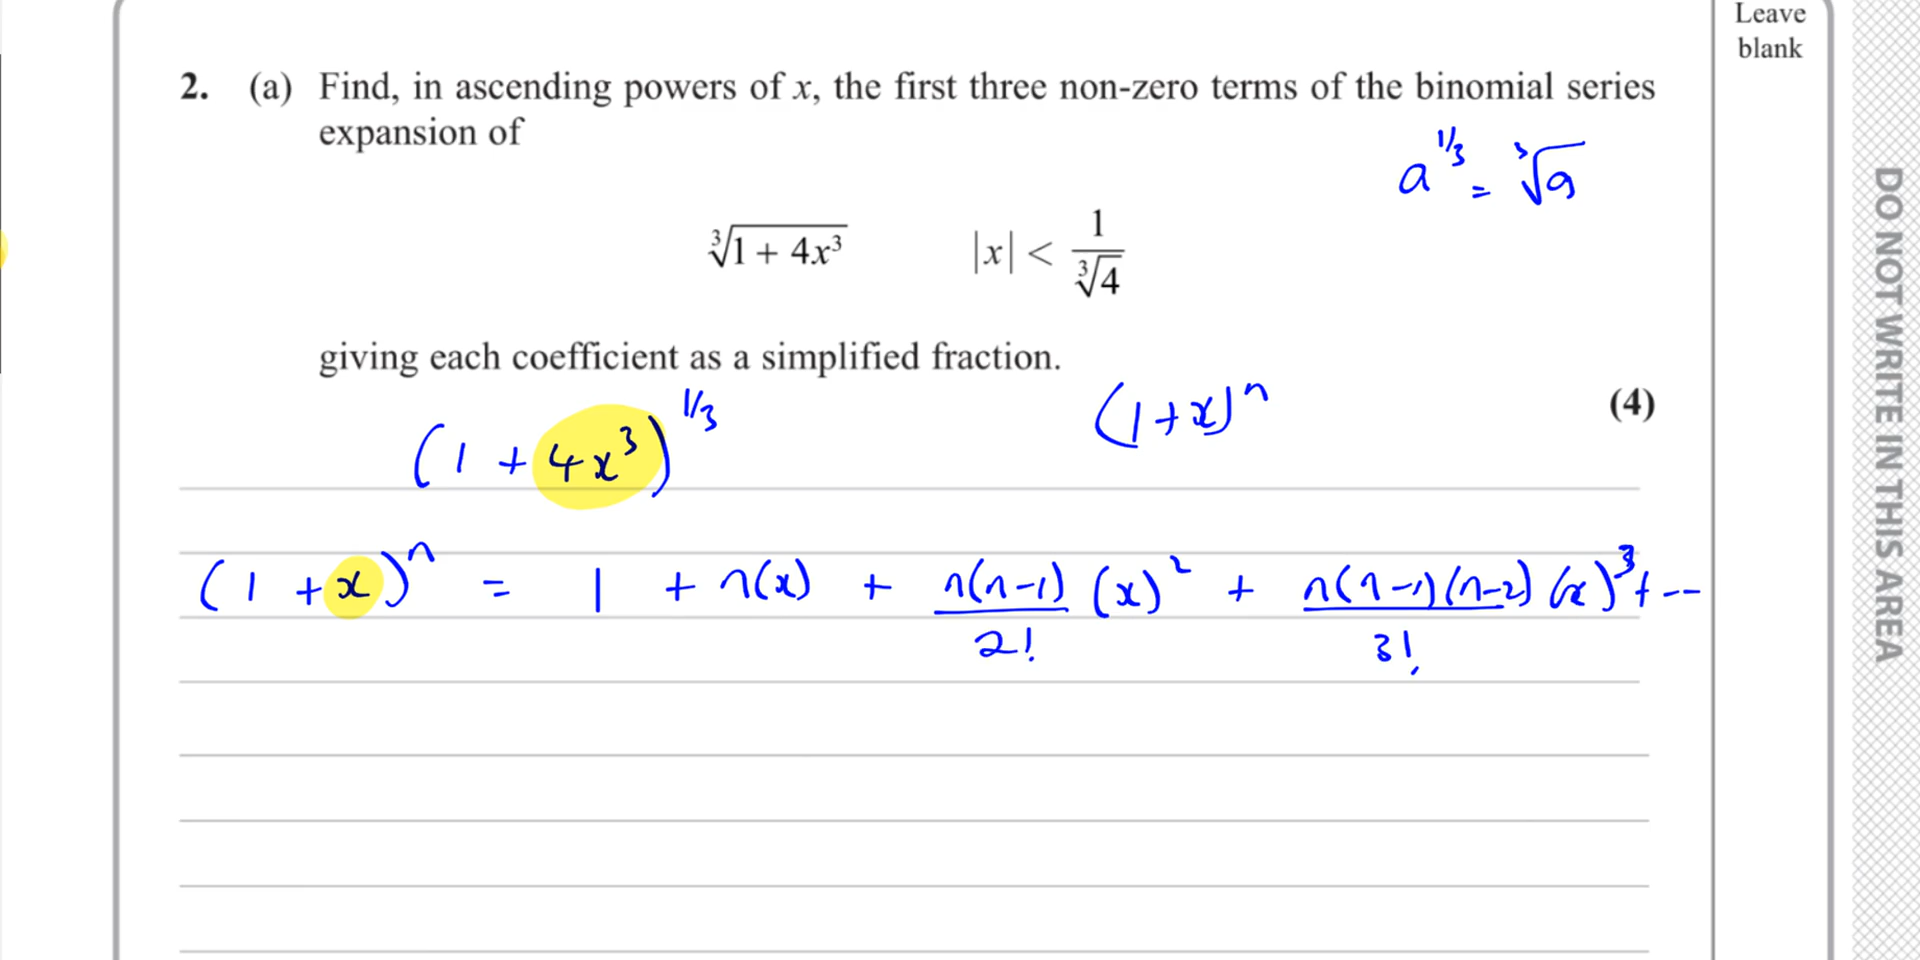 Leave
blank
2. (a) Find, in ascending powers of x, the first three non-zero terms of the binomial series
expansion of
a^{1/3} = ∛a
∛(1 + 4x³)    |x| < 1/∛4
giving each coefficient as a simplified fraction.
(4)
(1 + 4x³)^{1/3}    (1+x)^n
(1 + x)^n = 1 + n(x) + n(n-1)/2! (x)² + n(n-1)(n-2)/3! (x)³ + --
DO NOT WRITE IN THIS AREA